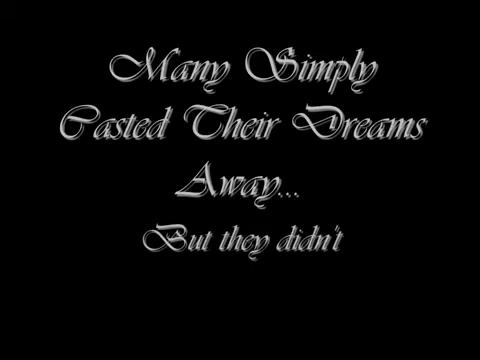 Many Simply
Casted Their Dreams
Away...
But they didn't